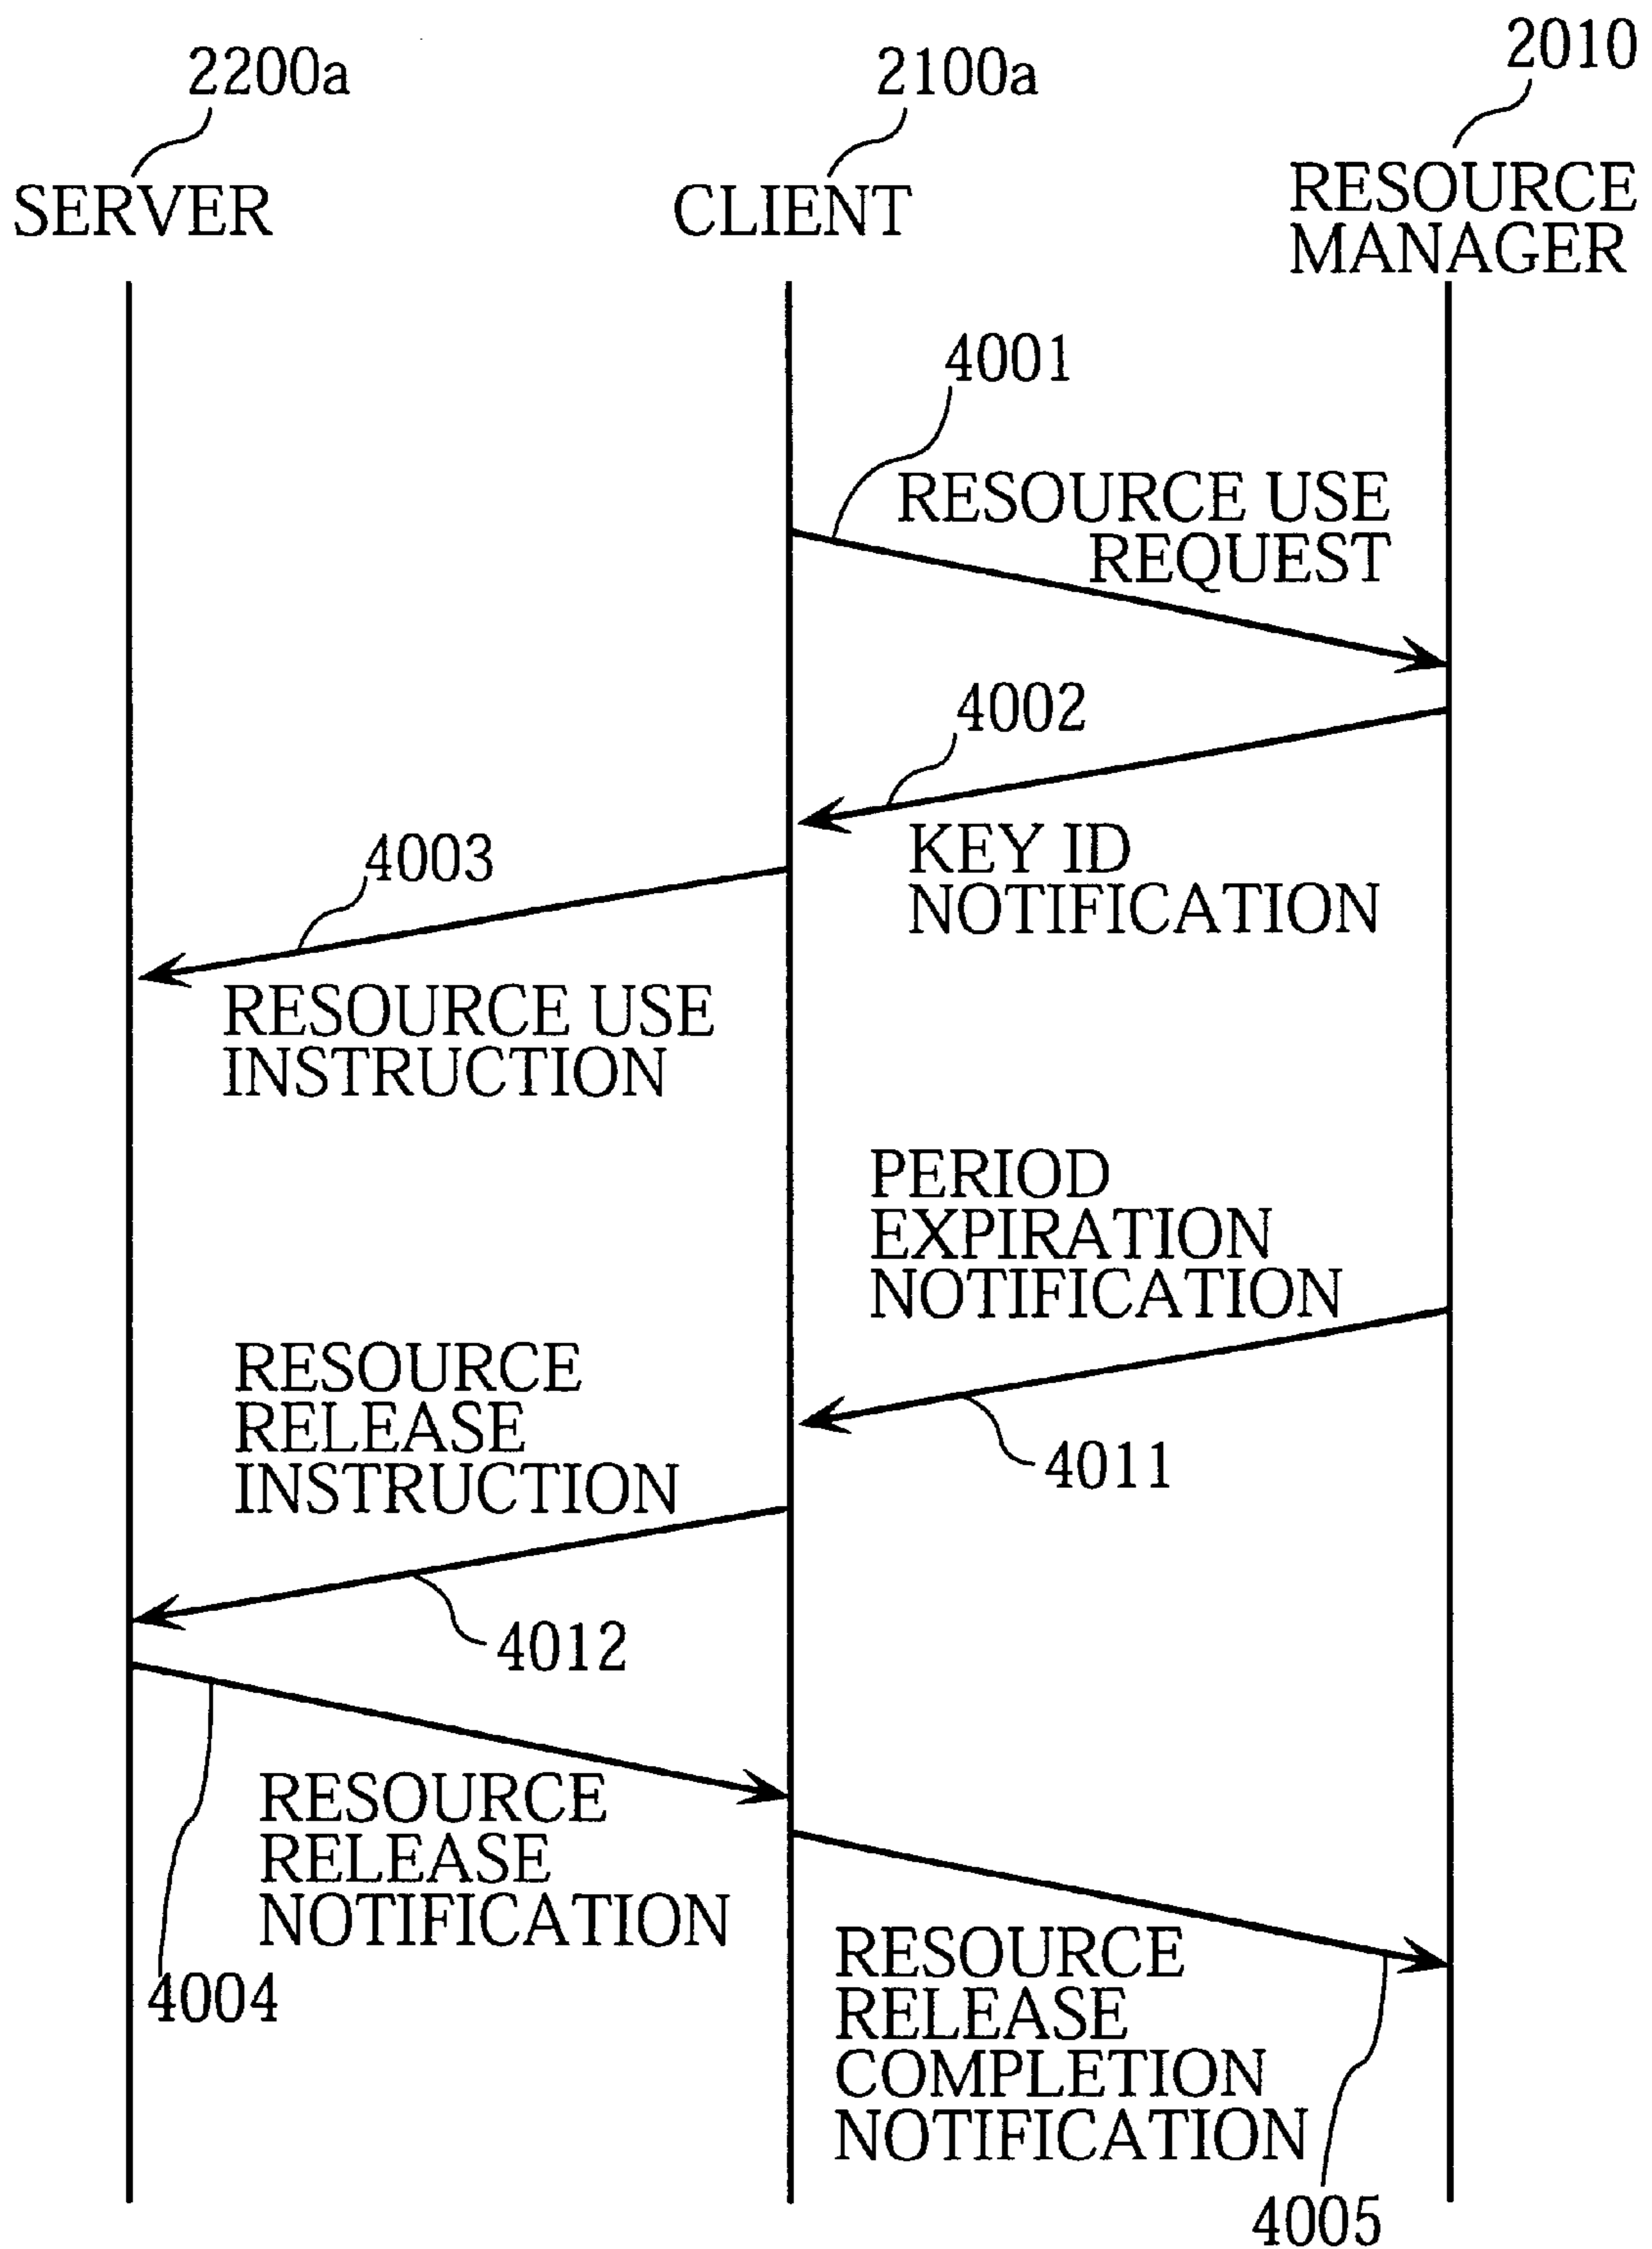 2200a
2100a
2010
SERVER
CLIENT
RESOURCE
MANAGER
4001
RESOURCE USE
REQUEST
4002
KEY ID
NOTIFICATION
4003
RESOURCE USE
INSTRUCTION
PERIOD
EXPIRATION
NOTIFICATION
4011
RESOURCE
RELEASE
INSTRUCTION
4012
RESOURCE
RELEASE
NOTIFICATION
4004
RESOURCE
RELEASE
COMPLETION
NOTIFICATION
4005